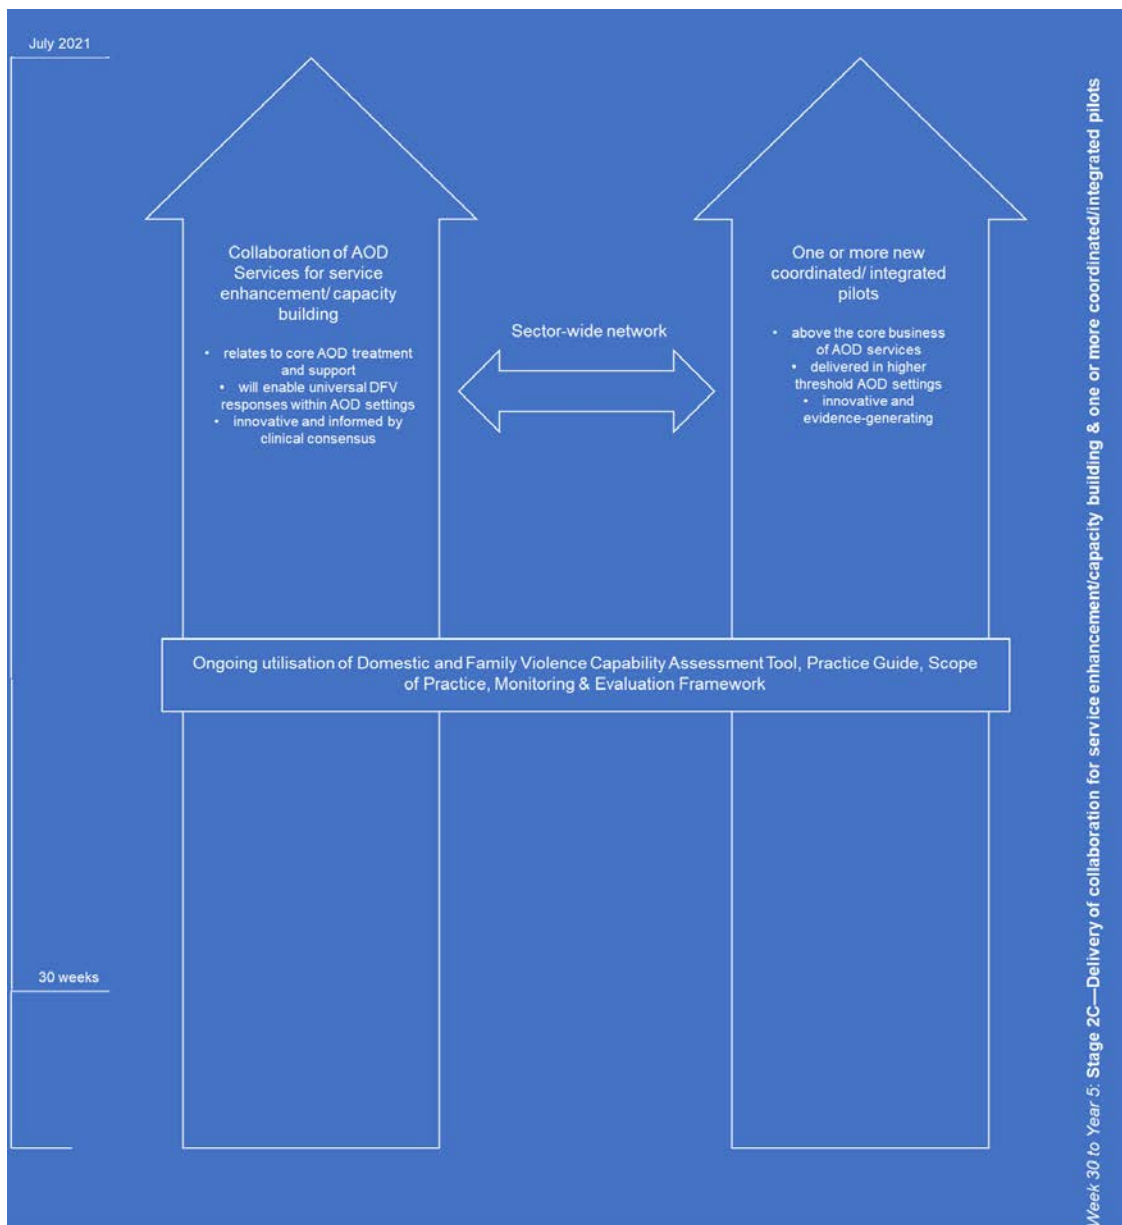 July 2021
Collaboration of AOD
Services for service
enhancement/ capacity
building
• relates to core AOD treatment
and support
• will enable universal DFV
responses within AOD settings
• innovative and informed by
clinical consensus
Sector-wide network
One or more new
coordinated/ integrated
pilots
• above the core business
of AOD services
• delivered in higher
threshold AOD settings
• innovative and
evidence-generating
Ongoing utilisation of Domestic and Family Violence Capability Assessment Tool, Practice Guide, Scope
of Practice, Monitoring & Evaluation Framework
30 weeks
Week 30 to Year 5: Stage 2C—Delivery of collaboration for service enhancement/capacity building & one or more coordinated/integrated pilots